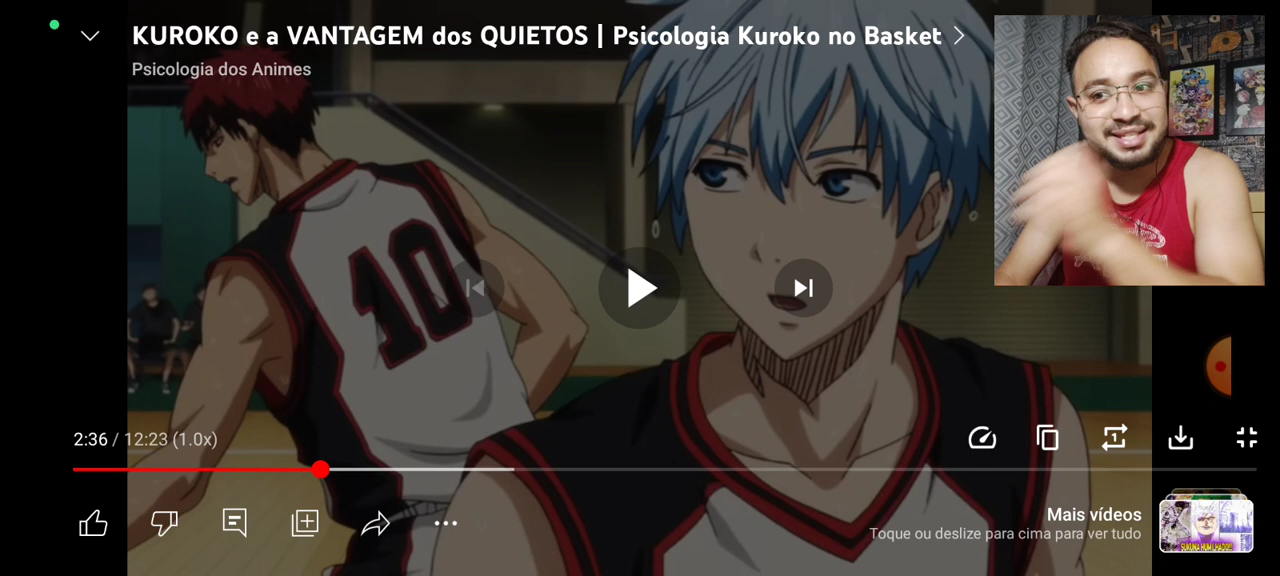 KUROKO e a VANTAGEM dos QUIETOS | Psicologia Kuroko no Basket
Psicologia dos Animes
10
2:36 / 12:23 (1.0x)
1
Mais vídeos
Toque ou deslize para cima para ver tudo